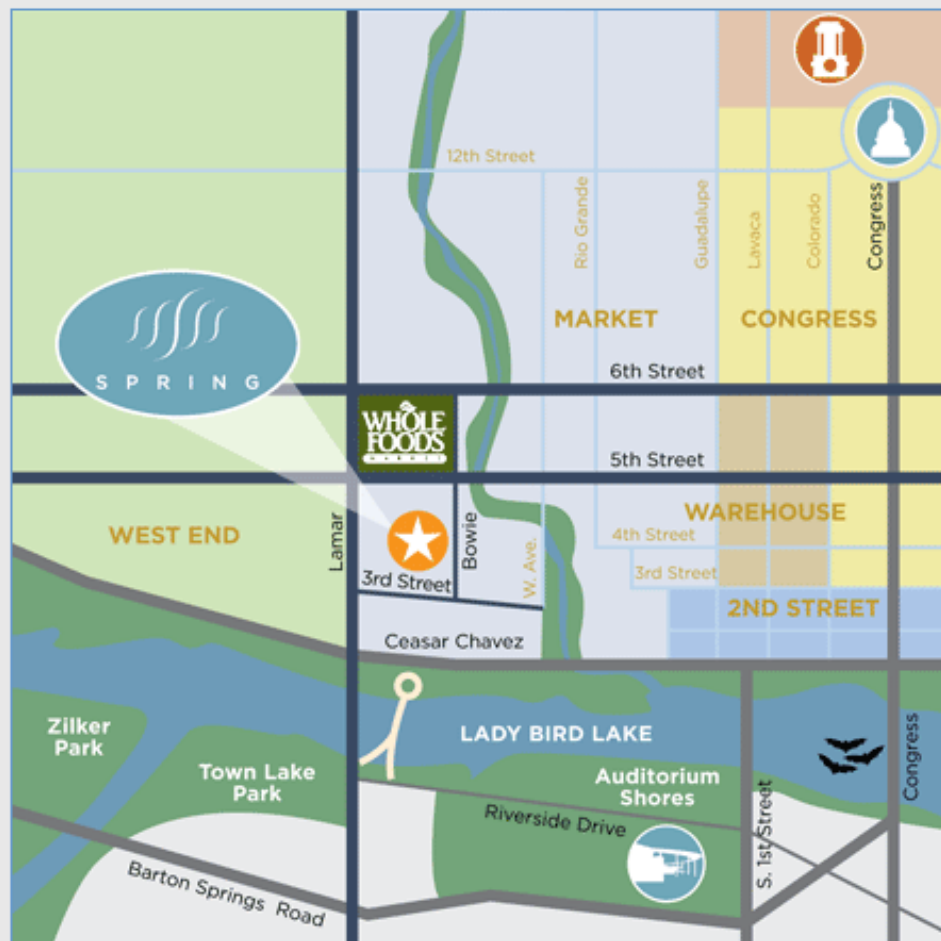 12th Street
Rio Grande
Guadalupe
Lavaca
Colorado
Congress
MARKET
CONGRESS
SPRING
6th Street
WHOLE
FOODS
MARKET
5th Street
WEST END
Lamar
Bowie
W. Ave.
WAREHOUSE
4th Street
3rd Street
3rd Street
2ND STREET
Ceasar Chavez
Zilker
Park
LADY BIRD LAKE
Congress
Town Lake
Park
Auditorium
Shores
Riverside Drive
S. 1st Street
Barton Springs Road